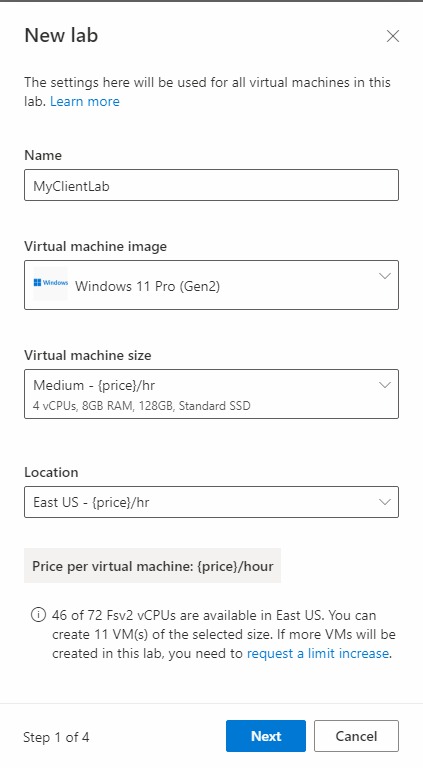 New lab
The settings here will be used for all virtual machines in this
lab. Learn more
Name
MyClientLab
Virtual machine image
Windows
Windows 11 Pro (Gen2)
Virtual machine size
Medium - {price}/hr
4 vCPUs, 8GB RAM, 128GB, Standard SSD
Location
East US - {price}/hr
Price per virtual machine: {price}/hour
46 of 72 Fsv2 vCPUs are available in East US. You can
create 11 VM(s) of the selected size. If more VMs will be
created in this lab, you need to request a limit increase.
Step 1 of 4
Next
Cancel